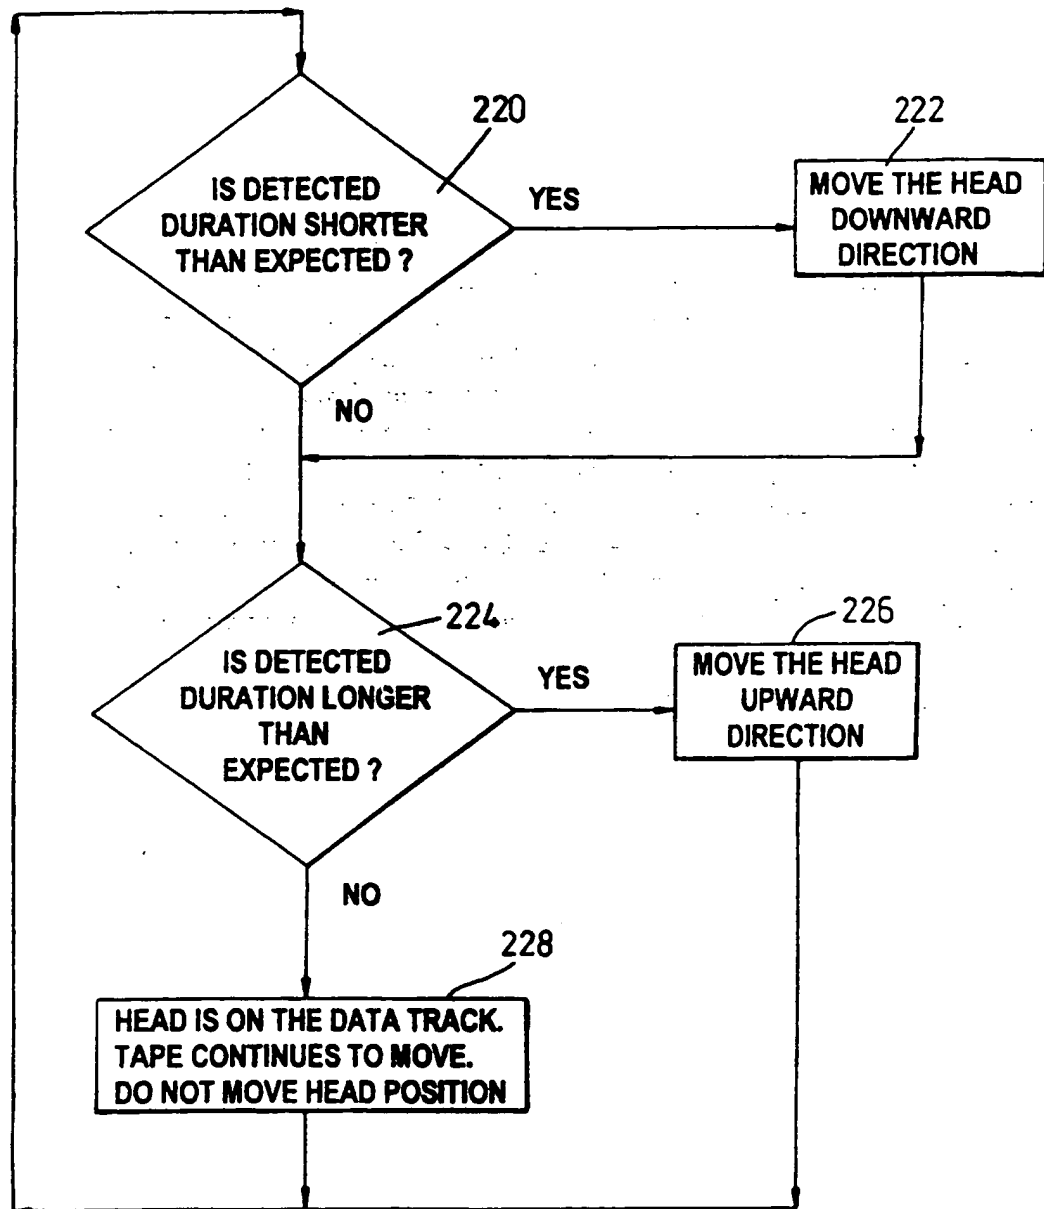 220
IS DETECTED
DURATION SHORTER
THAN EXPECTED ?
YES
222
MOVE THE HEAD
DOWNWARD
DIRECTION
NO
224
IS DETECTED
DURATION LONGER
THAN
EXPECTED ?
YES
226
MOVE THE HEAD
UPWARD
DIRECTION
NO
228
HEAD IS ON THE DATA TRACK.
TAPE CONTINUES TO MOVE.
DO NOT MOVE HEAD POSITION